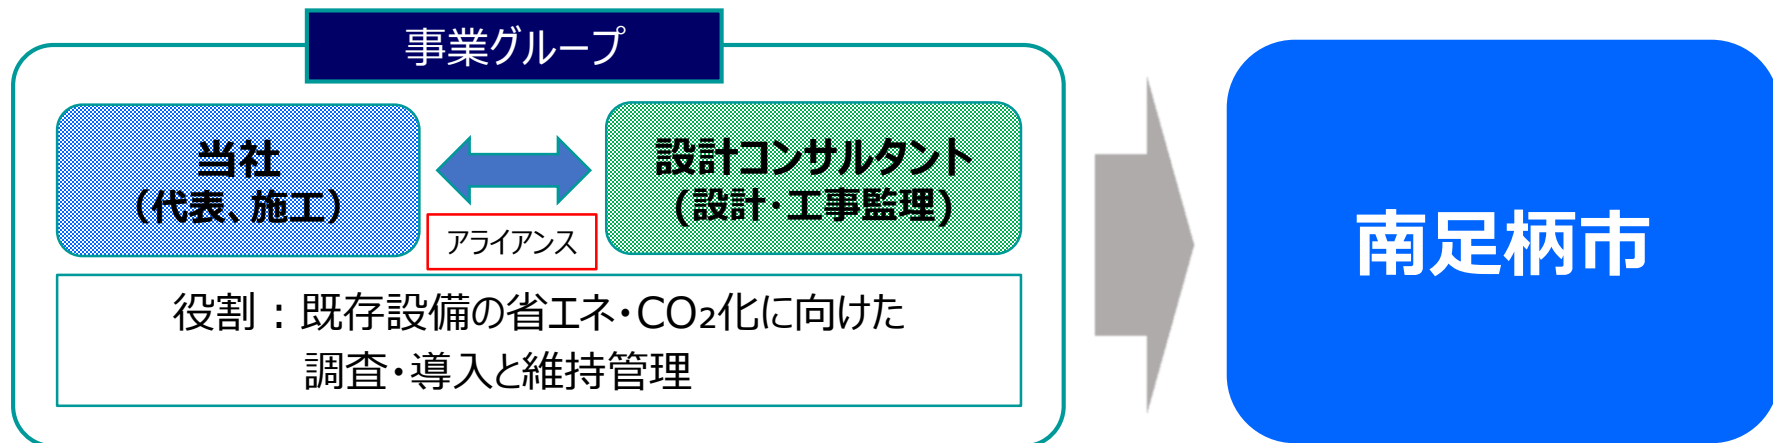 事業グループ
当社
(代表、施工)
アライアンス
設計コンサルタント
(設計・工事監理)
役割：既存設備の省エネ・CO₂化に向けた
調査・導入と維持管理
南足柄市